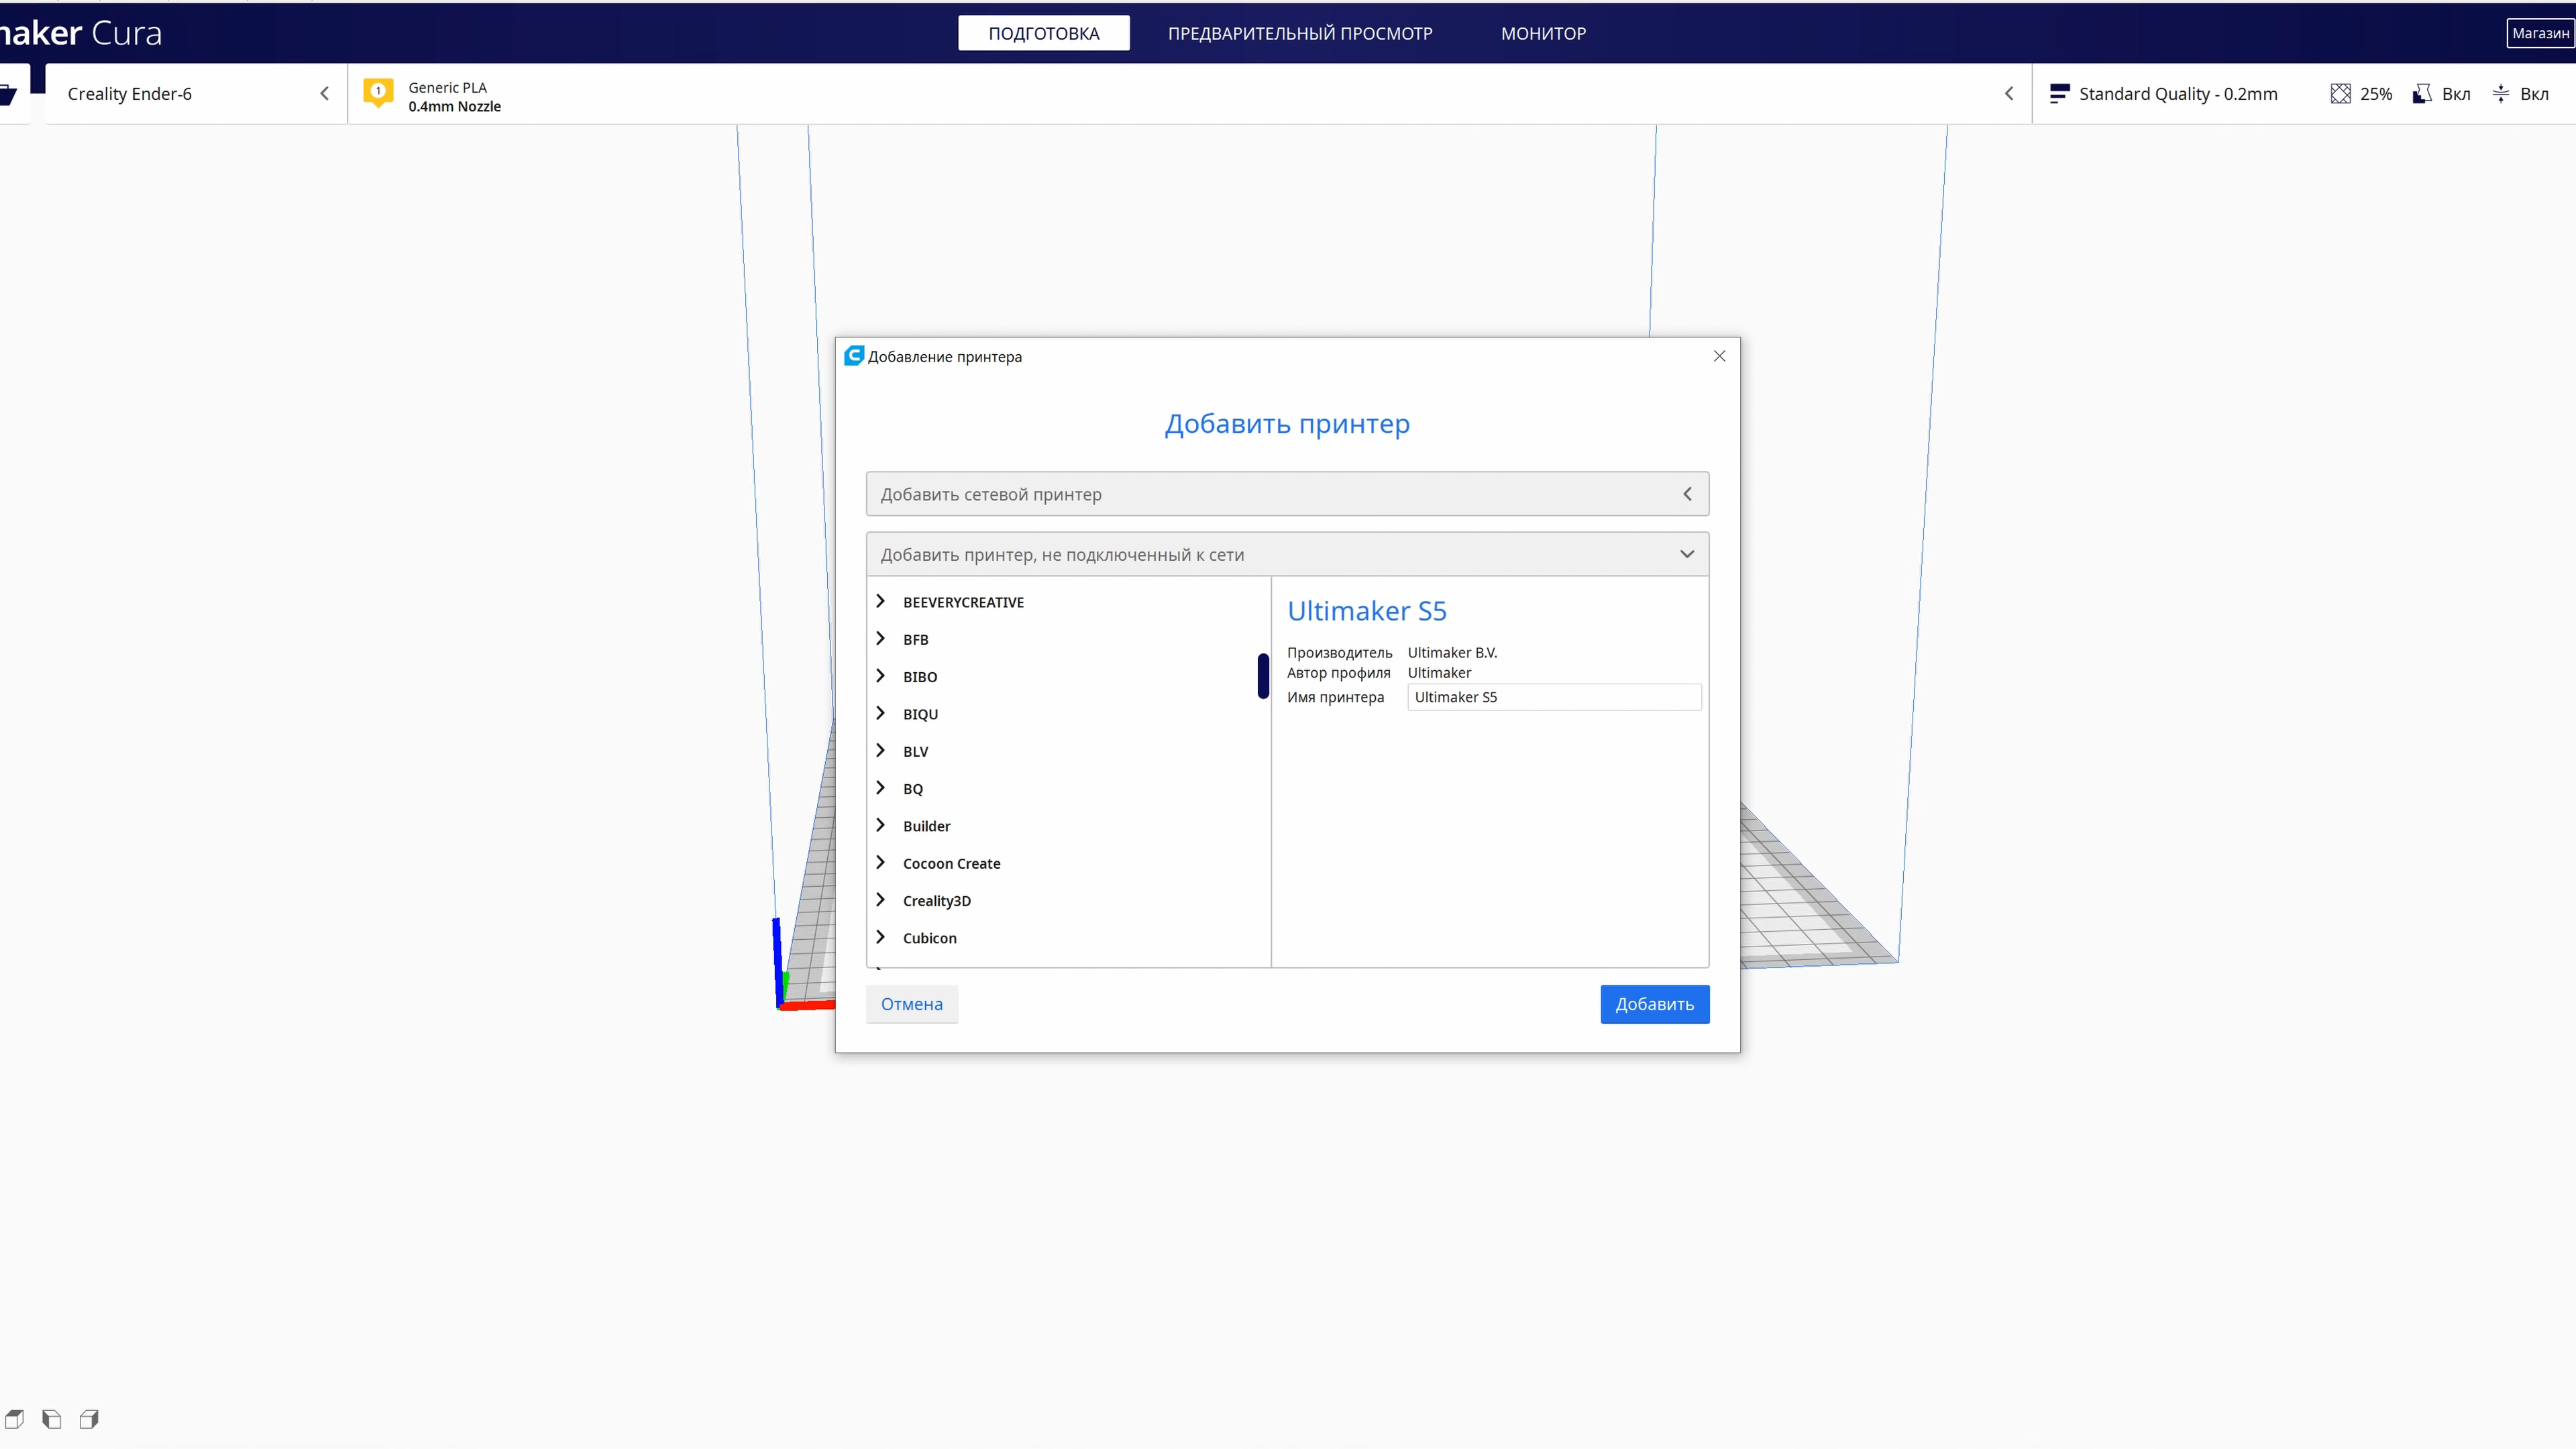 maker Cura
ПОДГОТОВКА
ПРЕДВАРИТЕЛЬНЫЙ ПРОСМОТР
МОНИТОР
Магазин
Creality Ender-6
1
Generic PLA
0.4mm Nozzle
Standard Quality - 0.2mm
25%
Вкл
Вкл
Добавление принтера
Добавить принтер
Добавить сетевой принтер
Добавить принтер, не подключенный к сети
BEEVERYCREATIVE
BFB
BIBO
BIQU
BLV
BQ
Builder
Cocoon Create
Creality3D
Cubicon
Ultimaker S5
Производитель Ultimaker B.V.
Автор профиля Ultimaker
Имя принтера Ultimaker S5
Отмена
Добавить